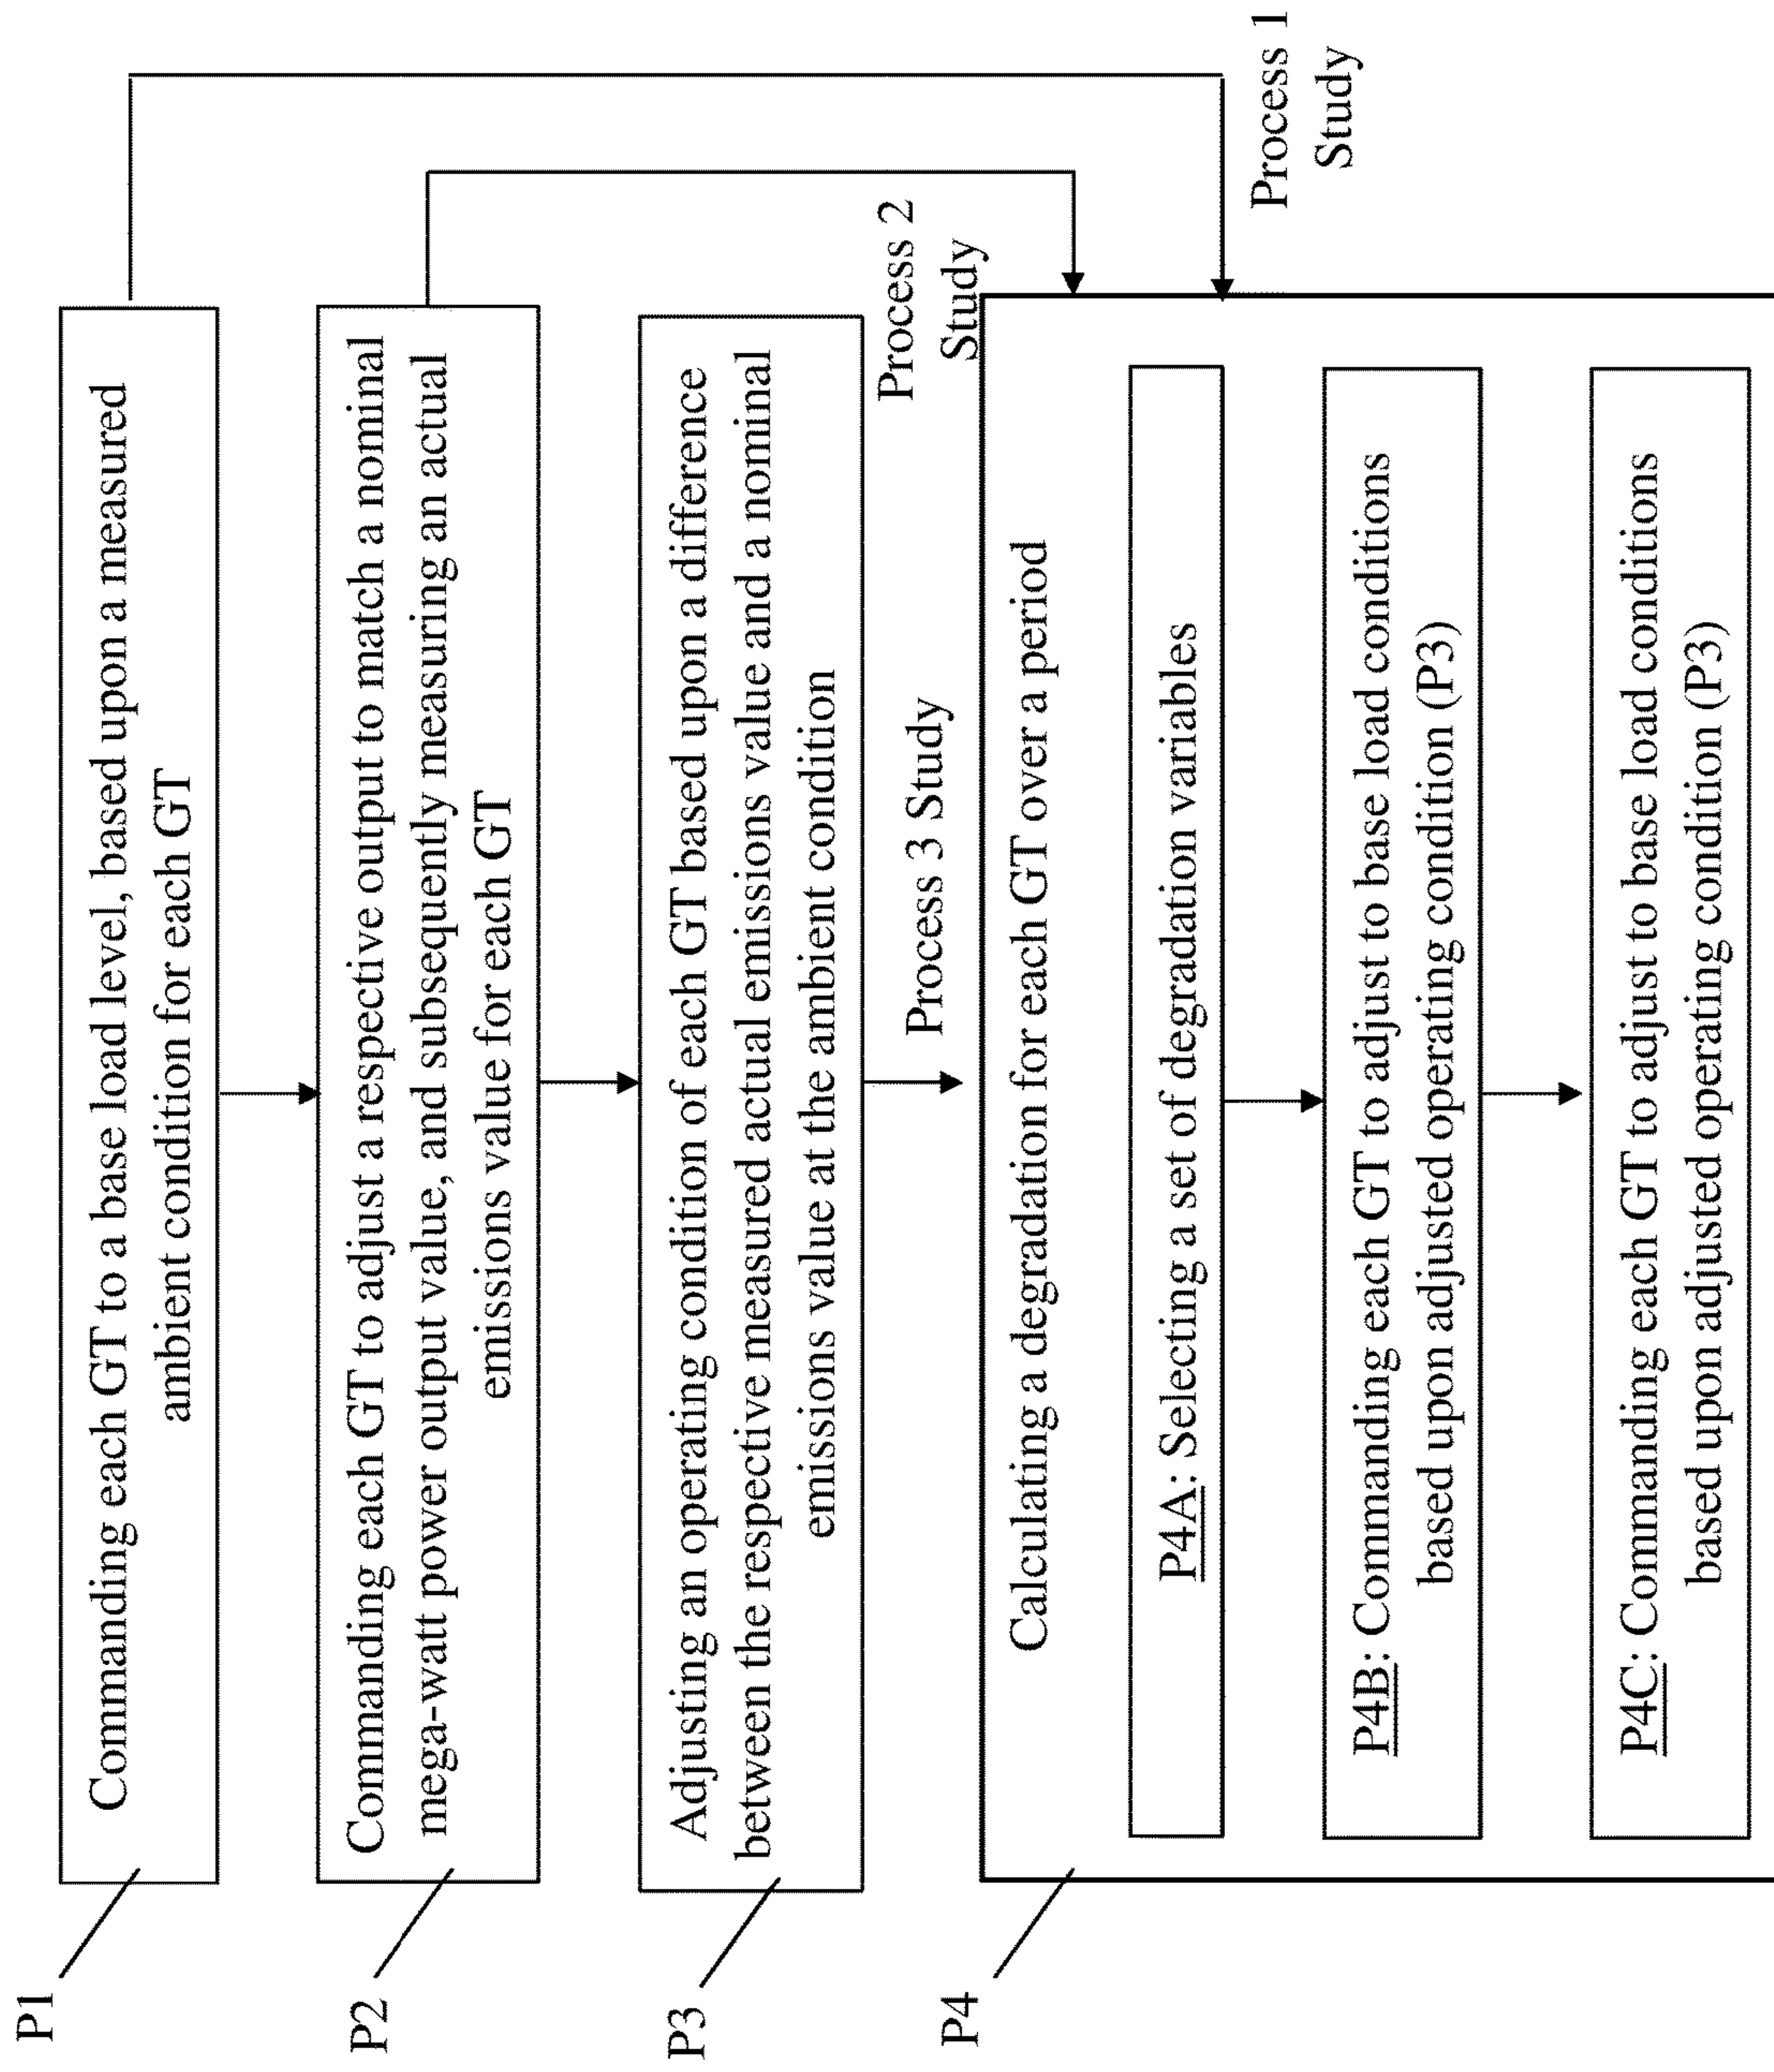 P1
Commanding each GT to a base load level, based upon a measured
ambient condition for each GT
P2
Commanding each GT to adjust a respective output to match a nominal
mega-watt power output value, and subsequently measuring an actual
emissions value for each GT
P3
Adjusting an operating condition of each GT based upon a difference
between the respective measured actual emissions value and a nominal
emissions value at the ambient condition
Process 3 Study
Process 2
Study
Process 1
Study
P4
Calculating a degradation for each GT over a period
P4A: Selecting a set of degradation variables
P4B: Commanding each GT to adjust to base load conditions
based upon adjusted operating condition (P3)
P4C: Commanding each GT to adjust to base load conditions
based upon adjusted operating condition (P3)